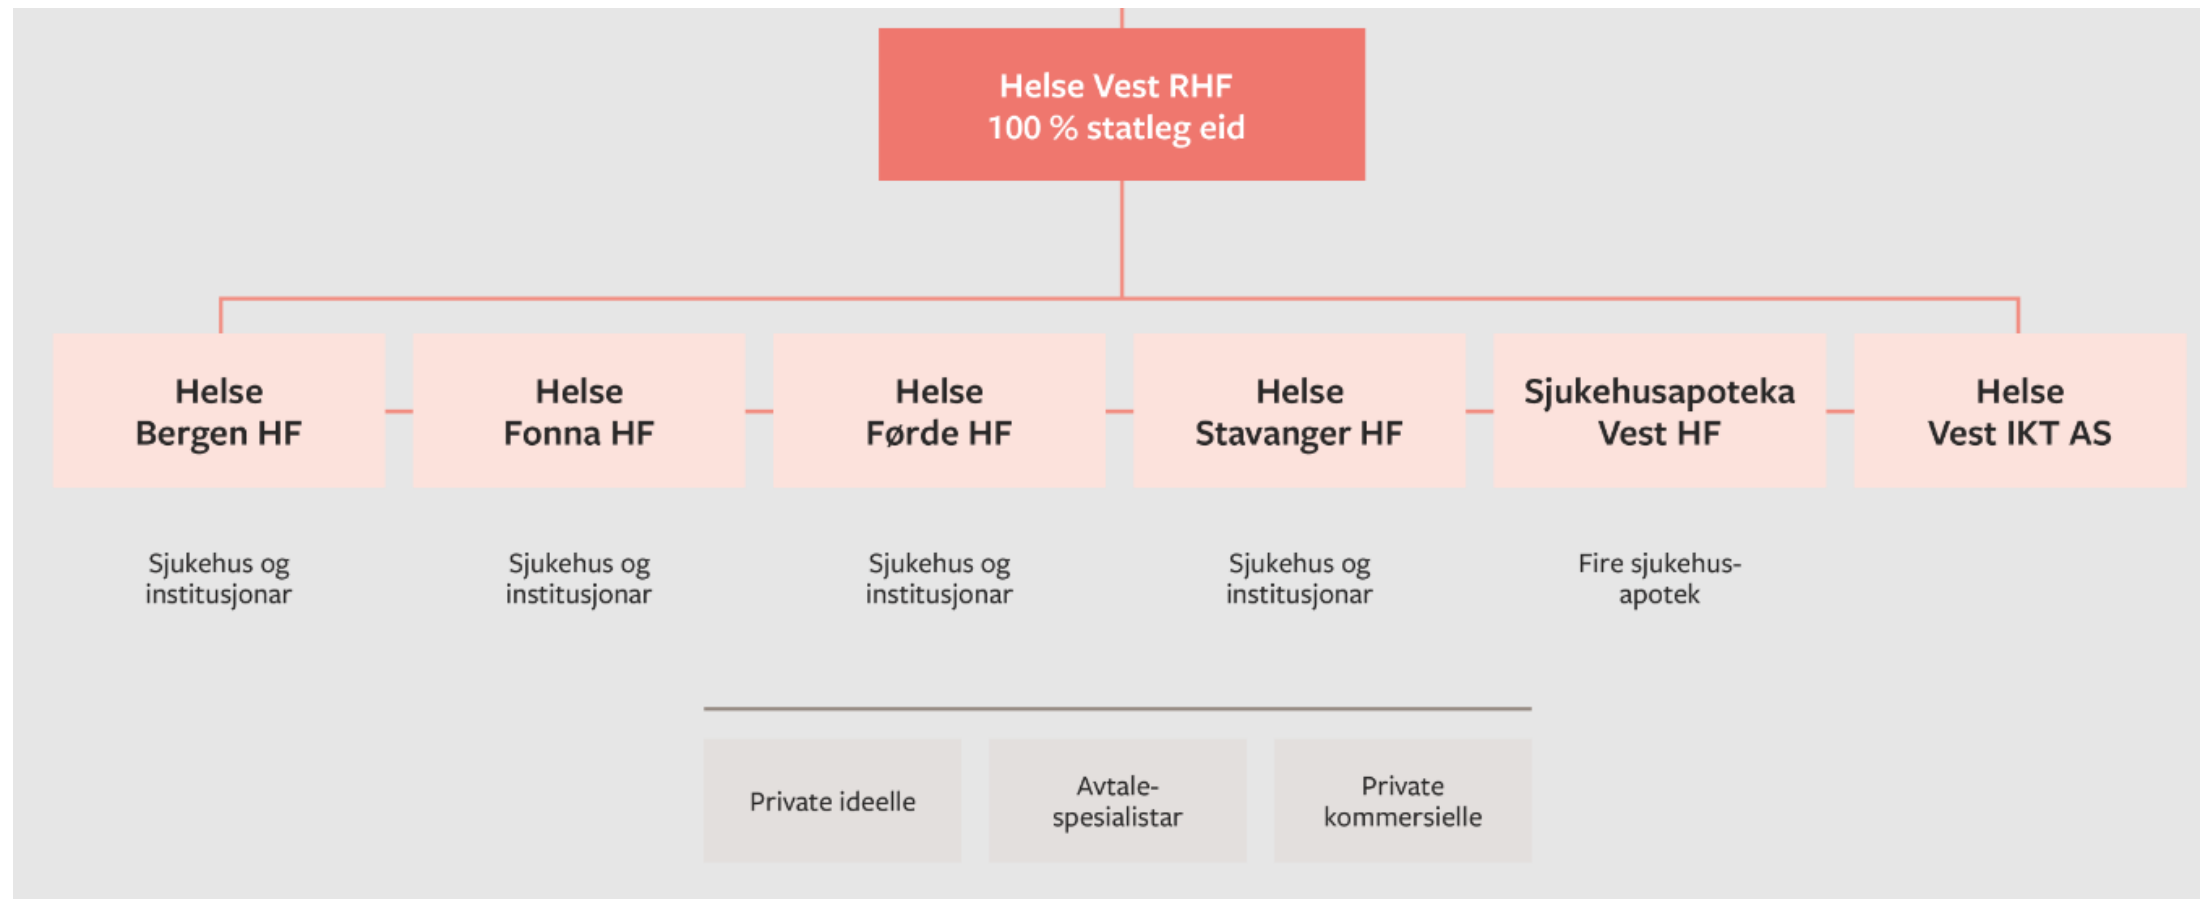 Helse Vest RHF
100 % statleg eid
Helse
Bergen HF
Helse
Fonna HF
Helse
Førde HF
Helse
Stavanger HF
Sjukehusapoteka
Vest HF
Helse
Vest IKT AS
Sjukehus og
institusjonar
Sjukehus og
institusjonar
Sjukehus og
institusjonar
Sjukehus og
institusjonar
Fire sjukehus-
apotek
Private ideelle
Avtale-
spesialistar
Private
kommersielle